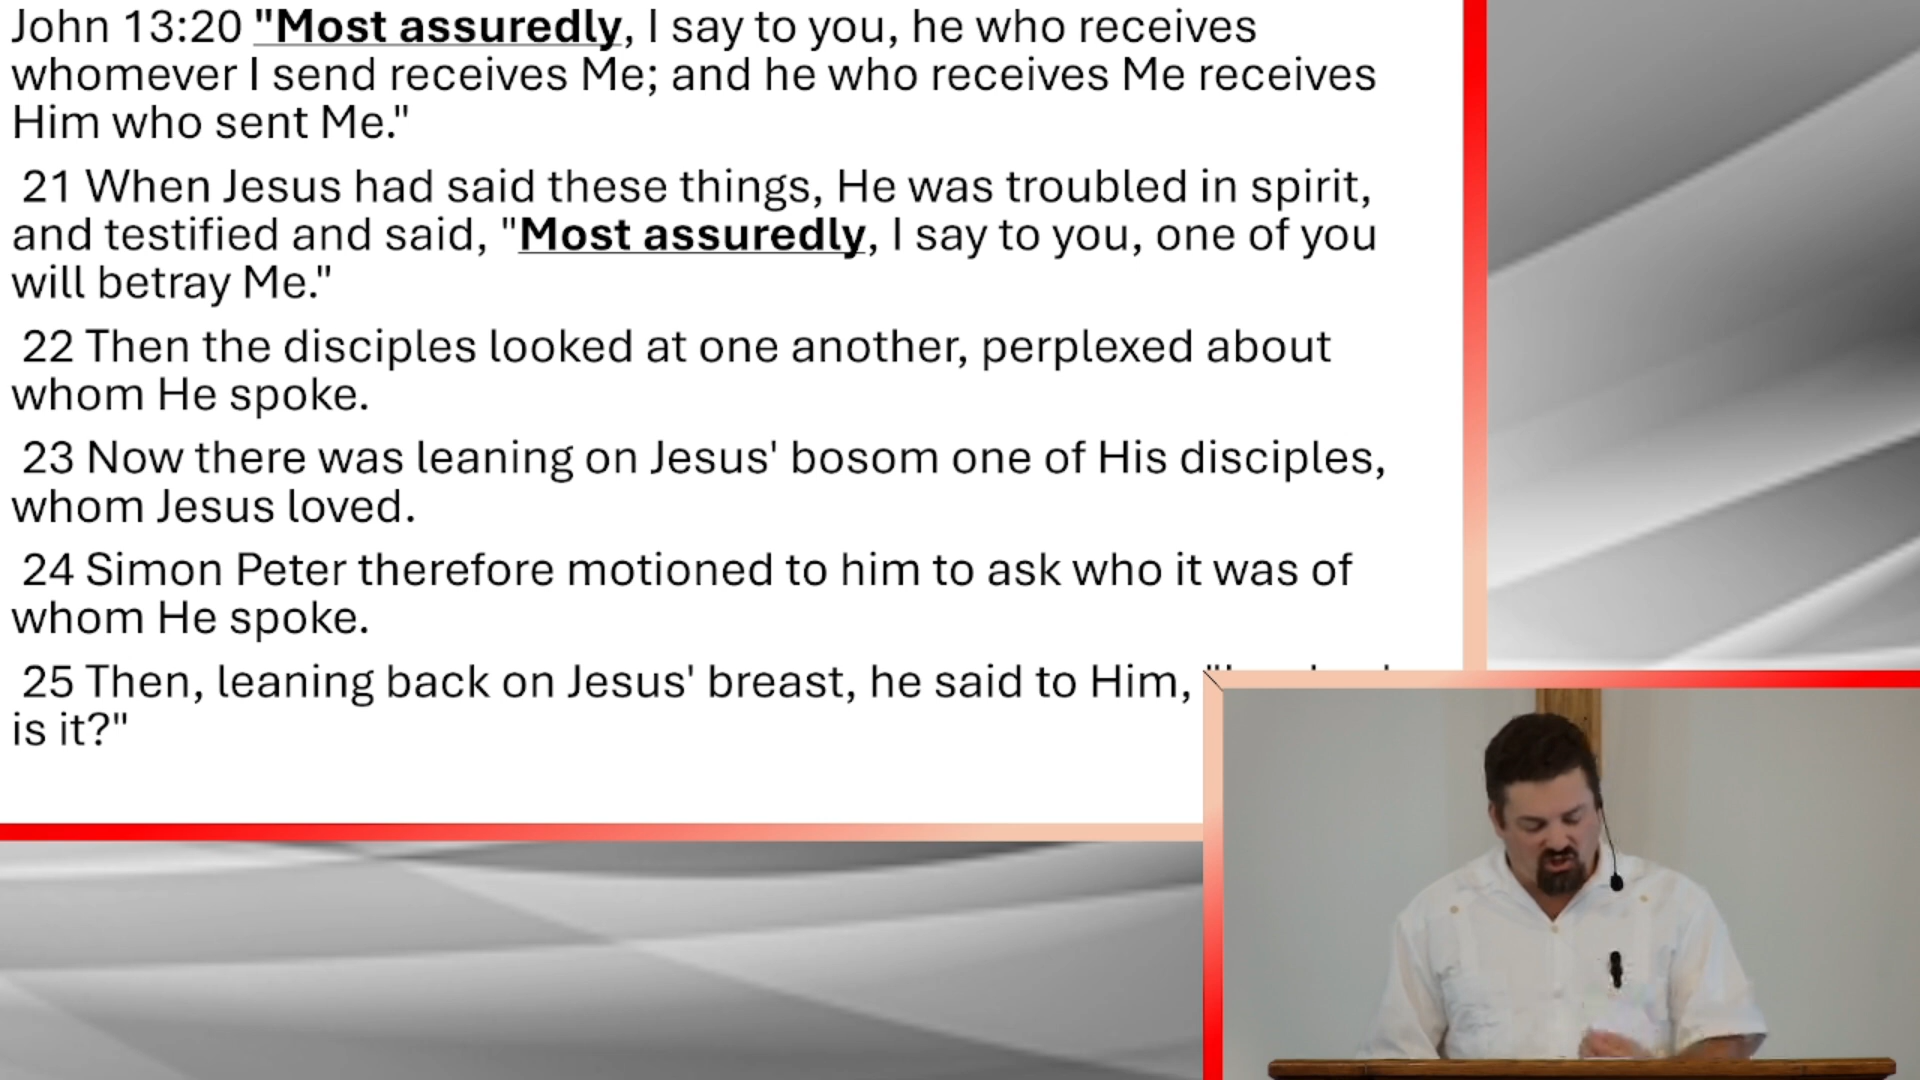 John 13:20 "Most assuredly, I say to you, he who receives
whomever I send receives Me; and he who receives Me receives
Him who sent Me."
21 When Jesus had said these things, He was troubled in spirit,
and testified and said, "Most assuredly, I say to you, one of you
will betray Me."
22 Then the disciples looked at one another, perplexed about
whom He spoke.
23 Now there was leaning on Jesus' bosom one of His disciples,
whom Jesus loved.
24 Simon Peter therefore motioned to him to ask who it was of
whom He spoke.
25 Then, leaning back on Jesus' breast, he said to Him,
is it?"